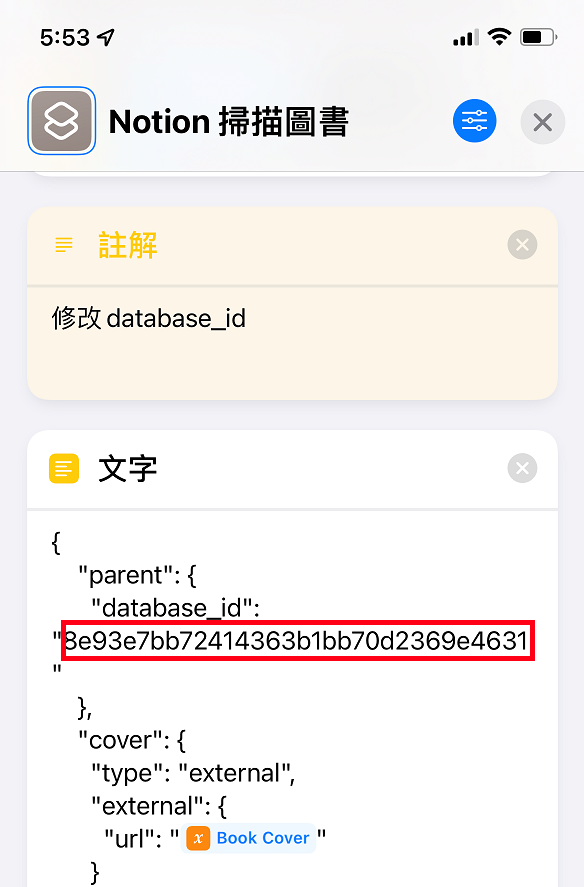 5:53
Notion 掃描圖書
註解
修改 database_id
文字
{
"parent": {
"database_id":
"8e93e7bb72414363b1bb70d2369e4631
"
},
"cover": {
"type": "external",
"external": {
"url": " x Book Cover "
}